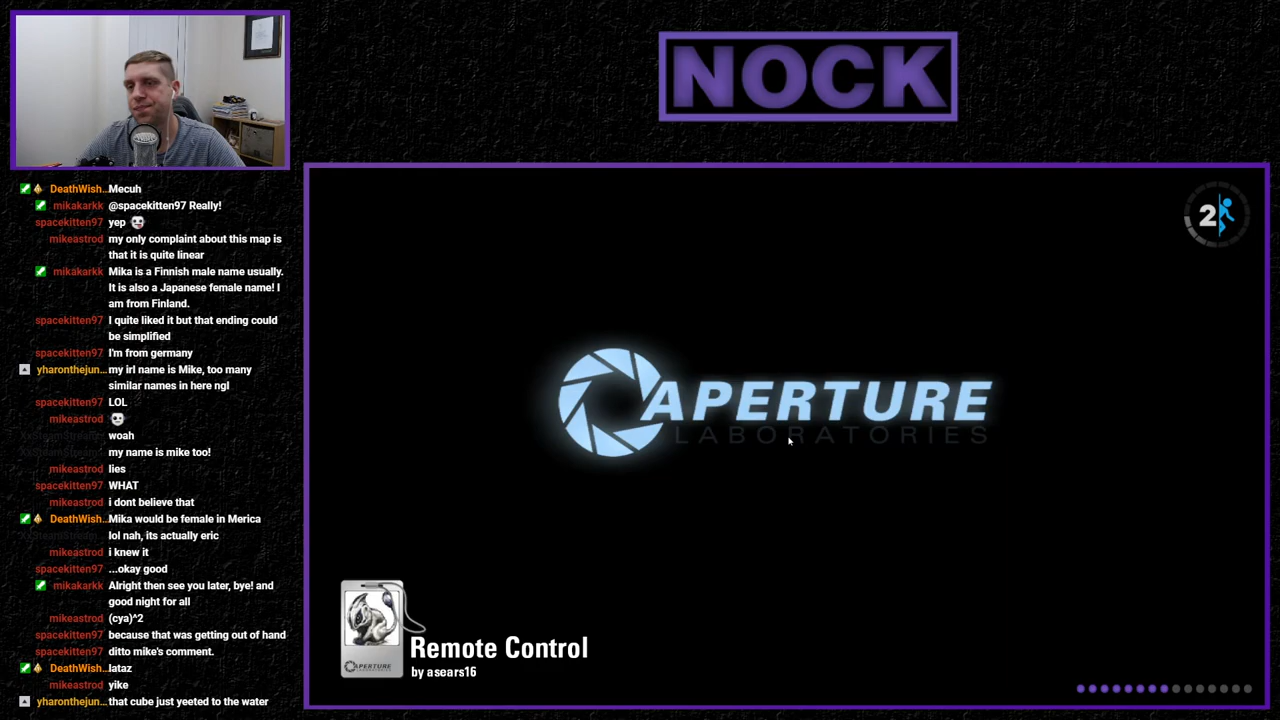 NOCK
DeathWish... Mecuh
mikakarkk @spacekitten97 Really!
spacekitten97 yep
mikeastrod my only complaint about this map is
that it is quite linear
mikakarkk Mika is a Finnish male name usually.
It is also a Japanese female name! I
am from Finland.
spacekitten97 I quite liked it but that ending could
be simplified
spacekitten97 I'm from germany
yharonthejun... my irl name is Mike, too many
similar names in here ngl
spacekitten97 LOL
mikeastrod
XxSteamStream... woah
XxSteamStream... my name is mike too!
mikeastrod lies
spacekitten97 WHAT
mikeastrod i dont believe that
DeathWish... Mika would be female in Merica
XxSteamStream... lol nah, its actually eric
mikeastrod i knew it
spacekitten97 ...okay good
mikakarkk Alright then see you later, bye! and
good night for all
mikeastrod (cya)^2
spacekitten97 because that was getting out of hand
spacekitten97 ditto mike's comment.
DeathWish... lataz
mikeastrod yike
yharonthejun... that cube just yeeted to the water
2
APERTURE
LABORATORIES
APERTURE
Remote Control
by asears16